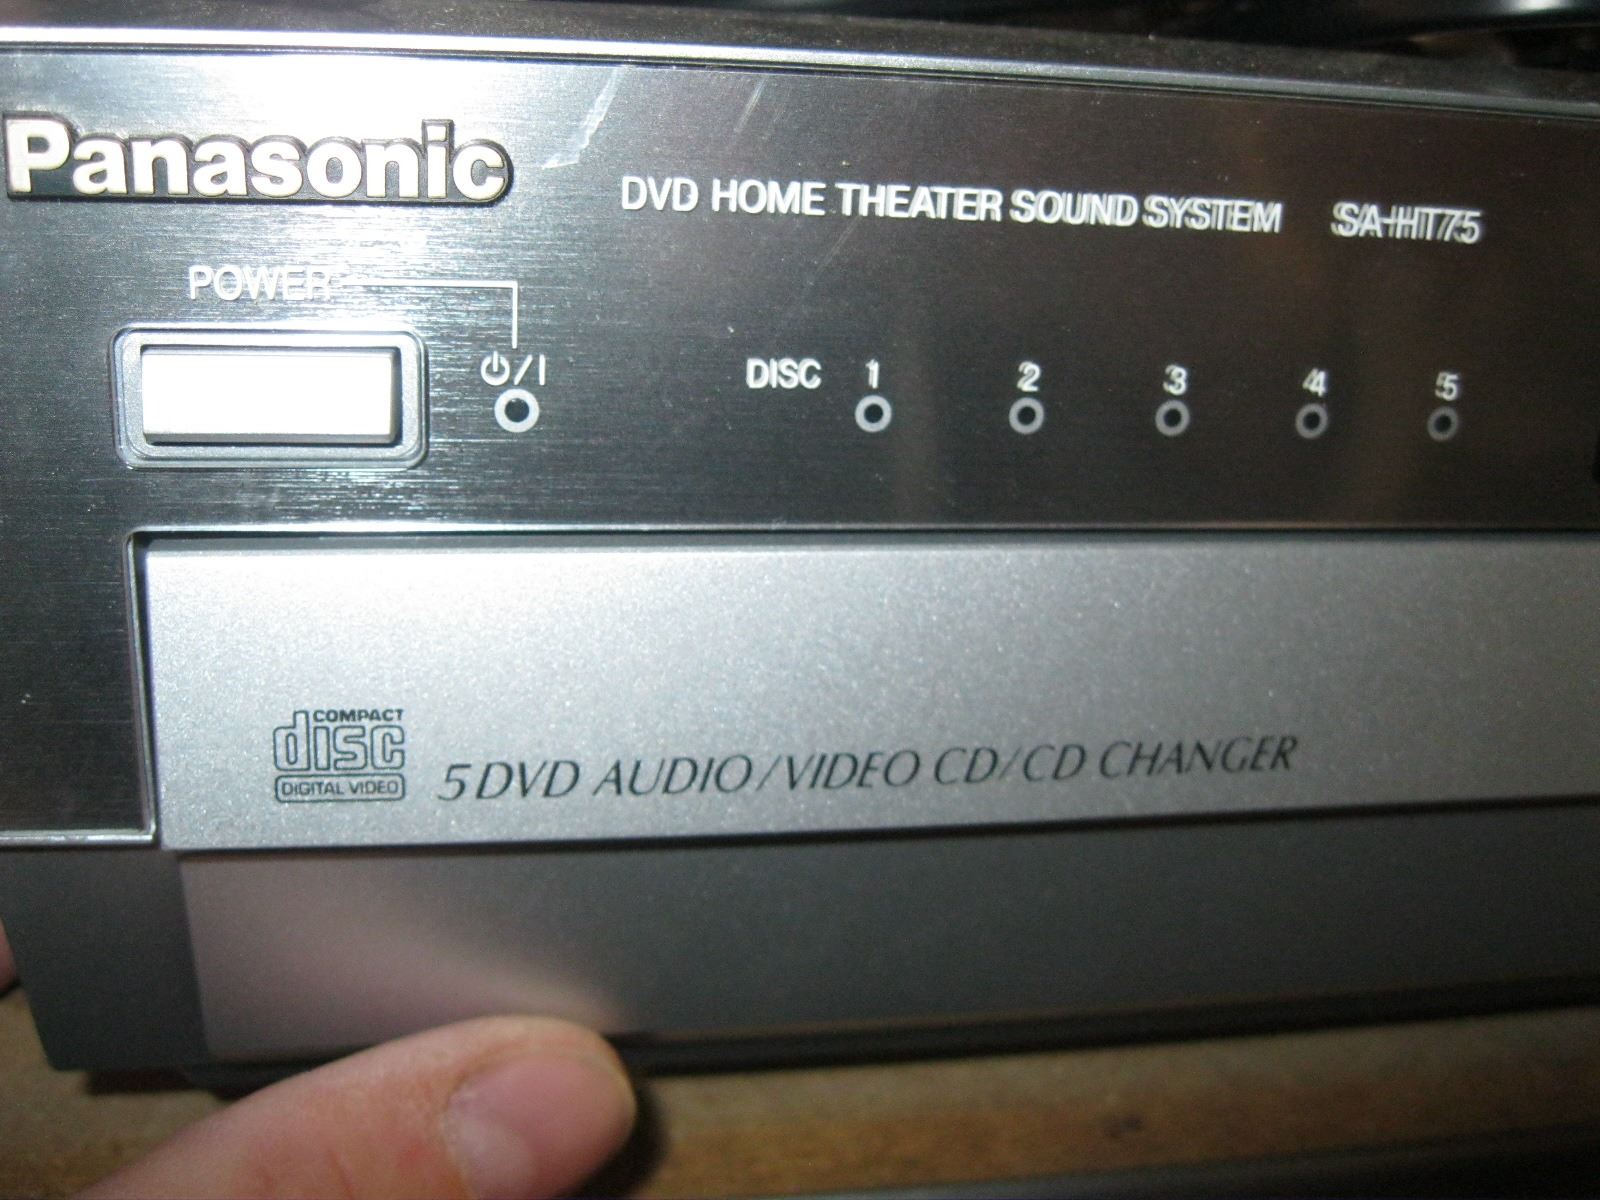 Panasonic
DVD HOME THEATER SOUND SYSTEM SA-HT75
POWER
⏻/I
DISC 1 2 3 4 5
COMPACT
disc
DIGITAL VIDEO
5 DVD AUDIO/VIDEO CD/CD CHANGER